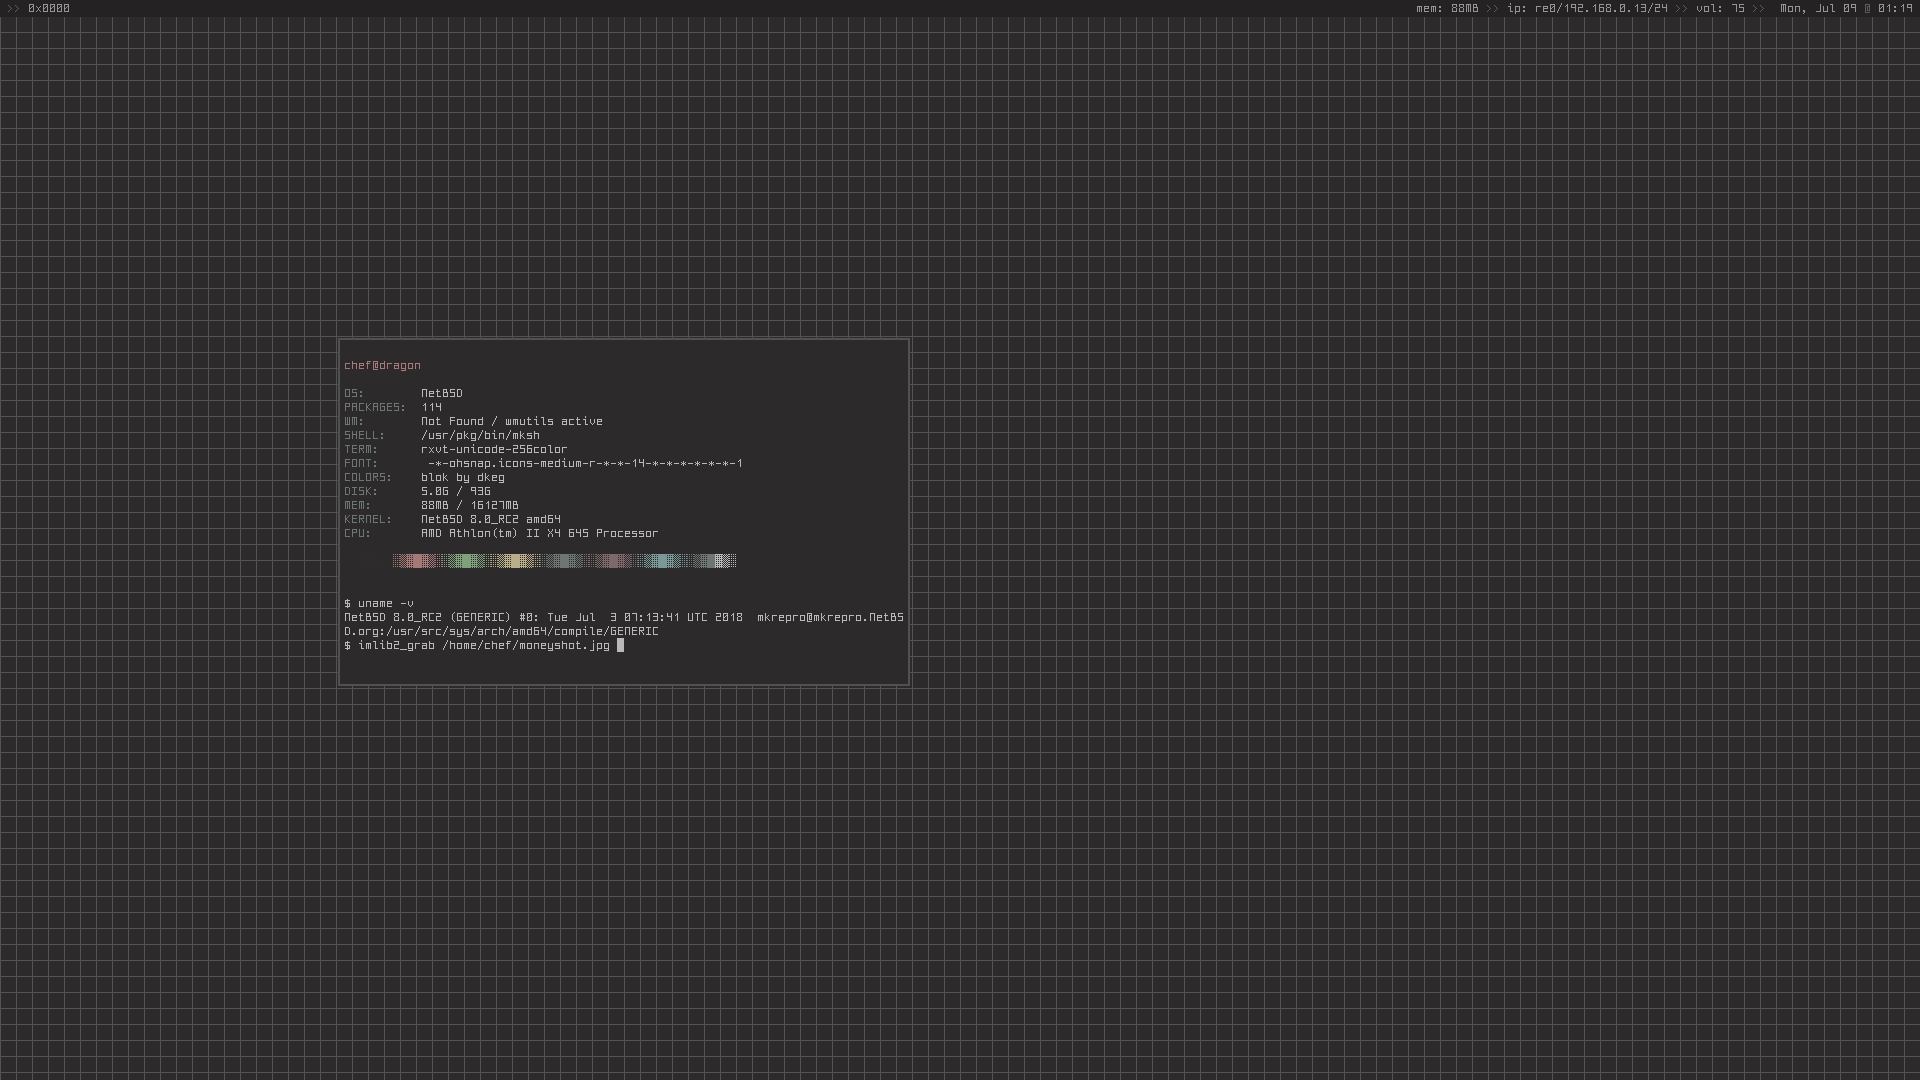 >> 0x0000
mem: 88MB >> ip: re0/192.168.0.13/24 >> vol: 75 >> Mon, Jul 09 @ 01:19
chef@dragon
OS: NetBSD
PACKAGES: 114
WM: Not Found / wmutils active
SHELL: /usr/pkg/bin/mksh
TERM: rxvt-unicode-256color
FONT: -*-ohsnap.icons-medium-r-*-*-14-*-*-*-*-*-*-1
COLORS: blok by dkeg
DISK: 5.0G / 93G
MEM: 88MB / 16127MB
KERNEL: NetBSD 8.0_RC2 amd64
CPU: AMD Athlon(tm) II X4 645 Processor
$ uname -v
NetBSD 8.0_RC2 (GENERIC) #0: Tue Jul  3 07:13:41 UTC 2018  mkrepro@mkrepro.NetBS
D.org:/usr/src/sys/arch/amd64/compile/GENERIC
$ imlib2_grab /home/chef/moneyshot.jpg